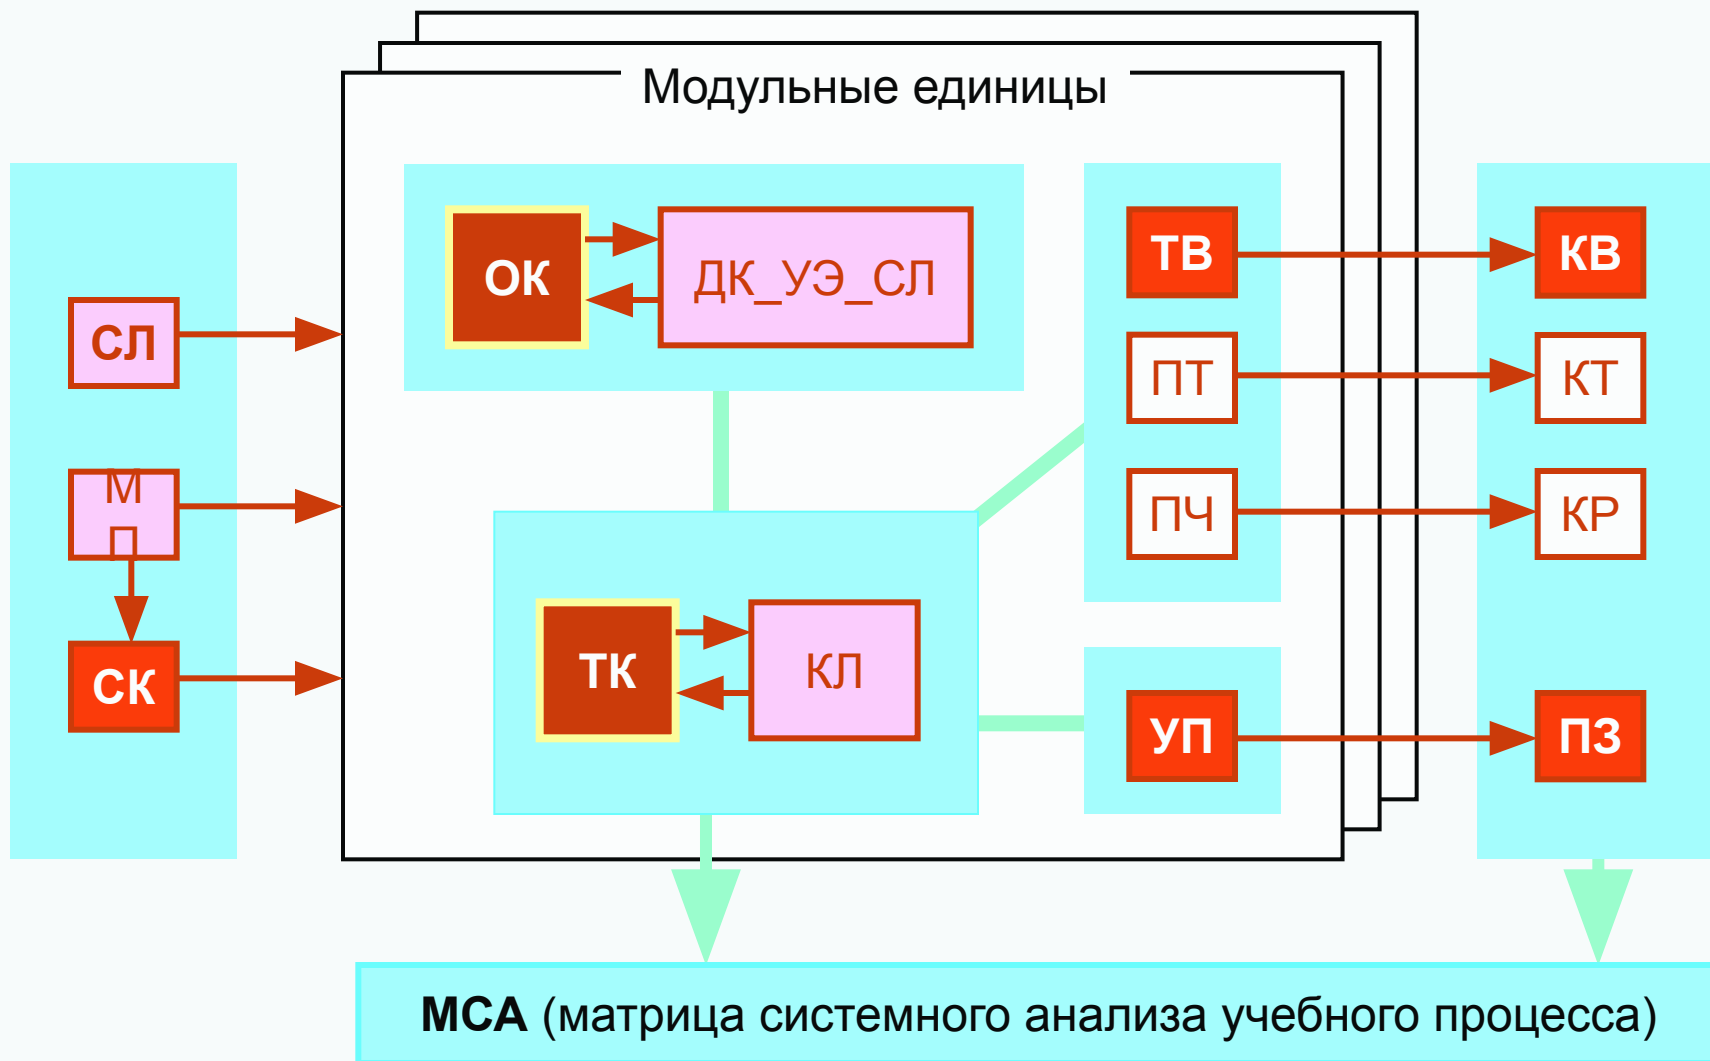 Модульные единицы
СЛ
М
П
СК
ОК
ДК_УЭ_СЛ
ТК
КЛ
ТВ
ПТ
ПЧ
УП
КВ
КТ
КР
ПЗ
МСА (матрица системного анализа учебного процесса)